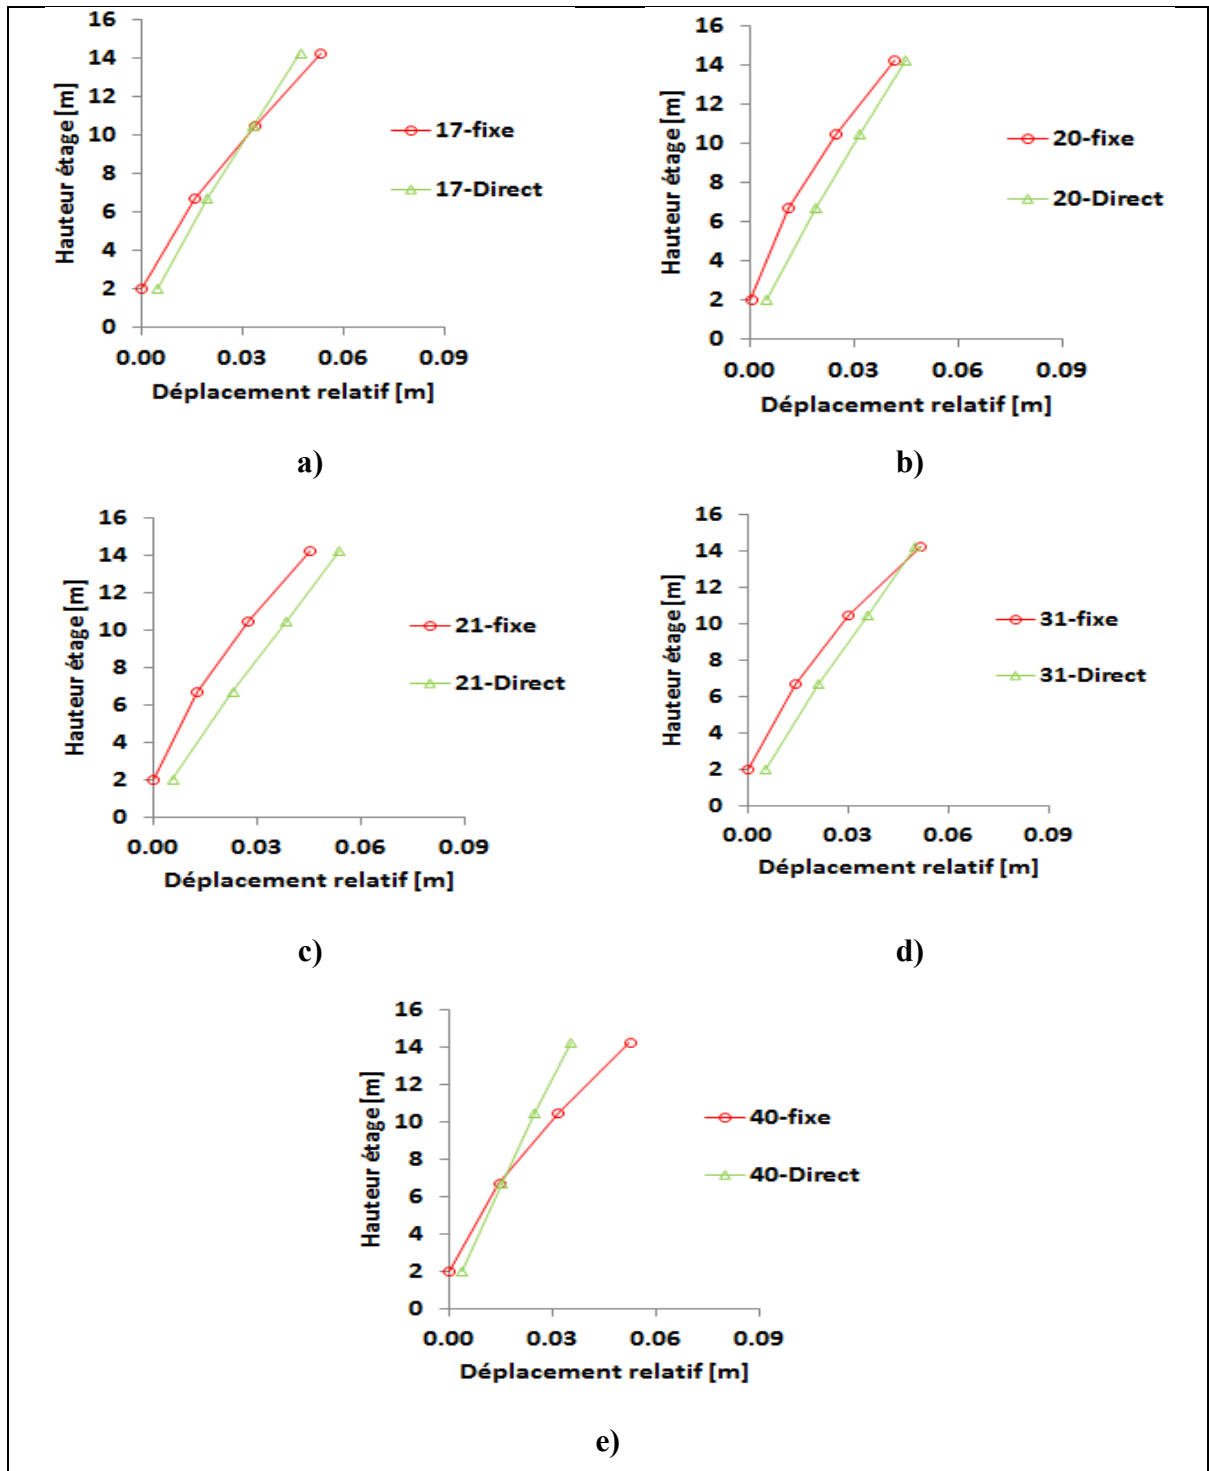 16
14
12
10
8
6
4
2
0
Hauteur étage [m]
0.00 0.03 0.06 0.09
Déplacement relatif [m]
17-fixe
17-Direct
a)
16
14
12
10
8
6
4
2
0
Hauteur étage [m]
0.00 0.03 0.06 0.09
Déplacement relatif [m]
20-fixe
20-Direct
b)
16
14
12
10
8
6
4
2
0
Hauteur étage [m]
0.00 0.03 0.06 0.09
Déplacement relatif [m]
21-fixe
21-Direct
c)
16
14
12
10
8
6
4
2
0
Hauteur étage [m]
0.00 0.03 0.06 0.09
Déplacement relatif [m]
31-fixe
31-Direct
d)
16
14
12
10
8
6
4
2
0
Hauteur étage [m]
0.00 0.03 0.06 0.09
Déplacement relatif [m]
40-fixe
40-Direct
e)